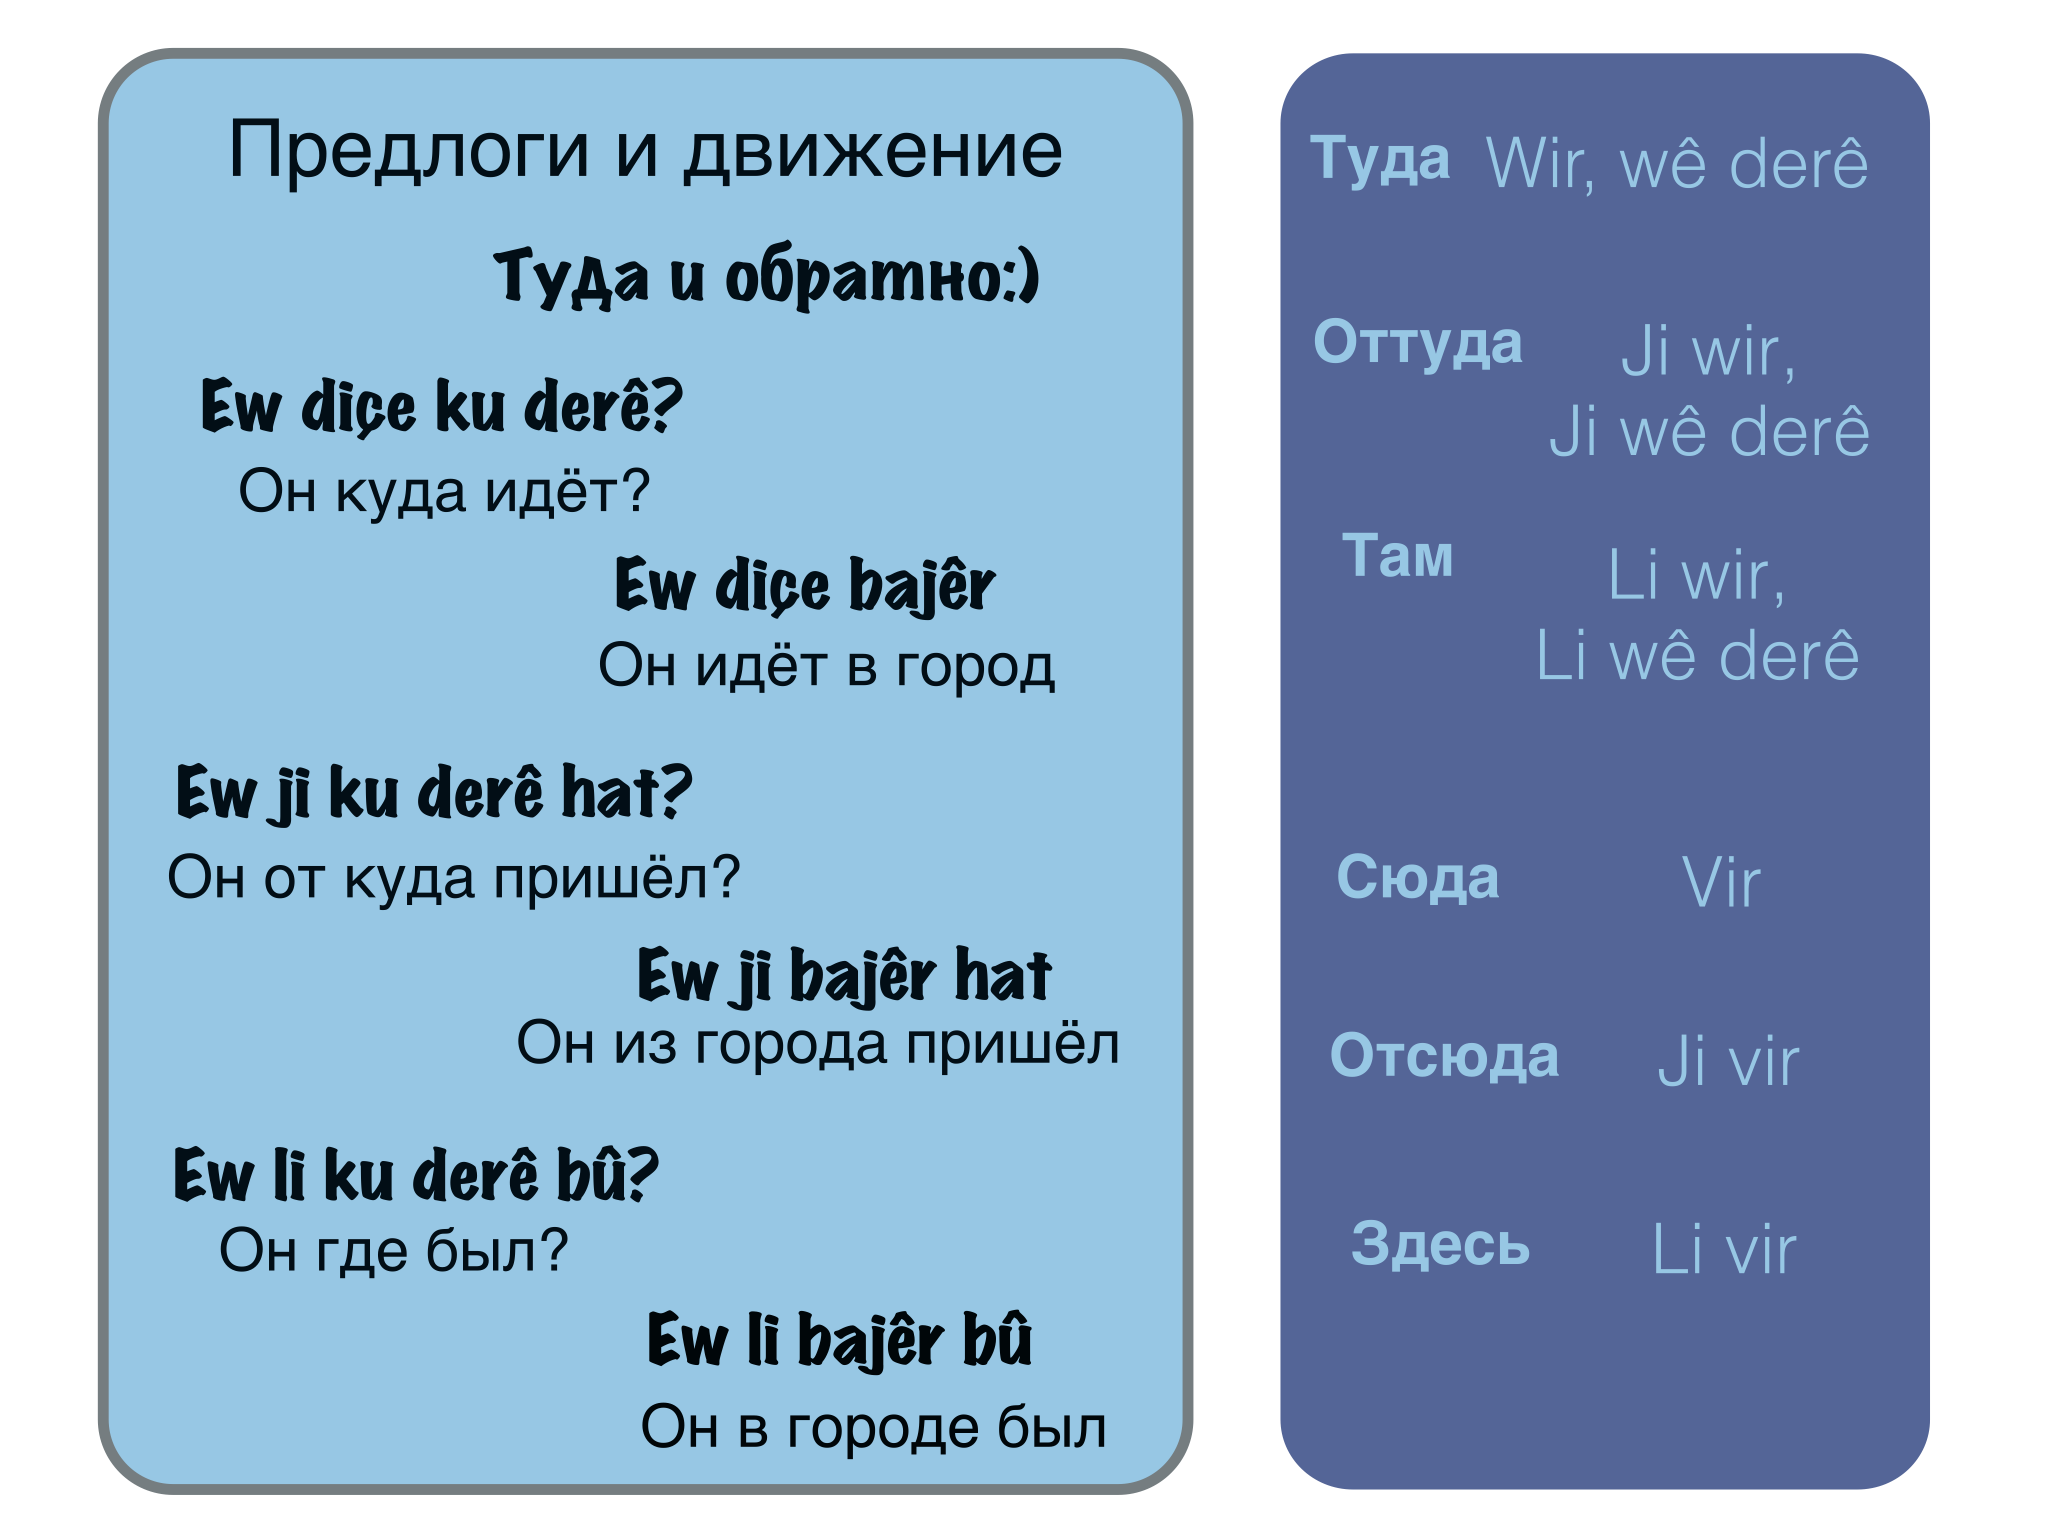 Предлоги и движение
Туда и обратно:)
Ew diçe ku derê?
Он куда идёт?
Ew diçe bajêr
Он идёт в город
Ew ji ku derê hat?
Он от куда пришёл?
Ew ji bajêr hat
Он из города пришёл
Ew li ku derê bû?
Он где был?
Ew li bajêr bû
Он в городе был
Туда Wir, wê derê
Оттуда Ji wir,
Ji wê derê
Там Li wir,
Li wê derê
Сюда Vir
Отсюда Ji vir
Здесь Li vir